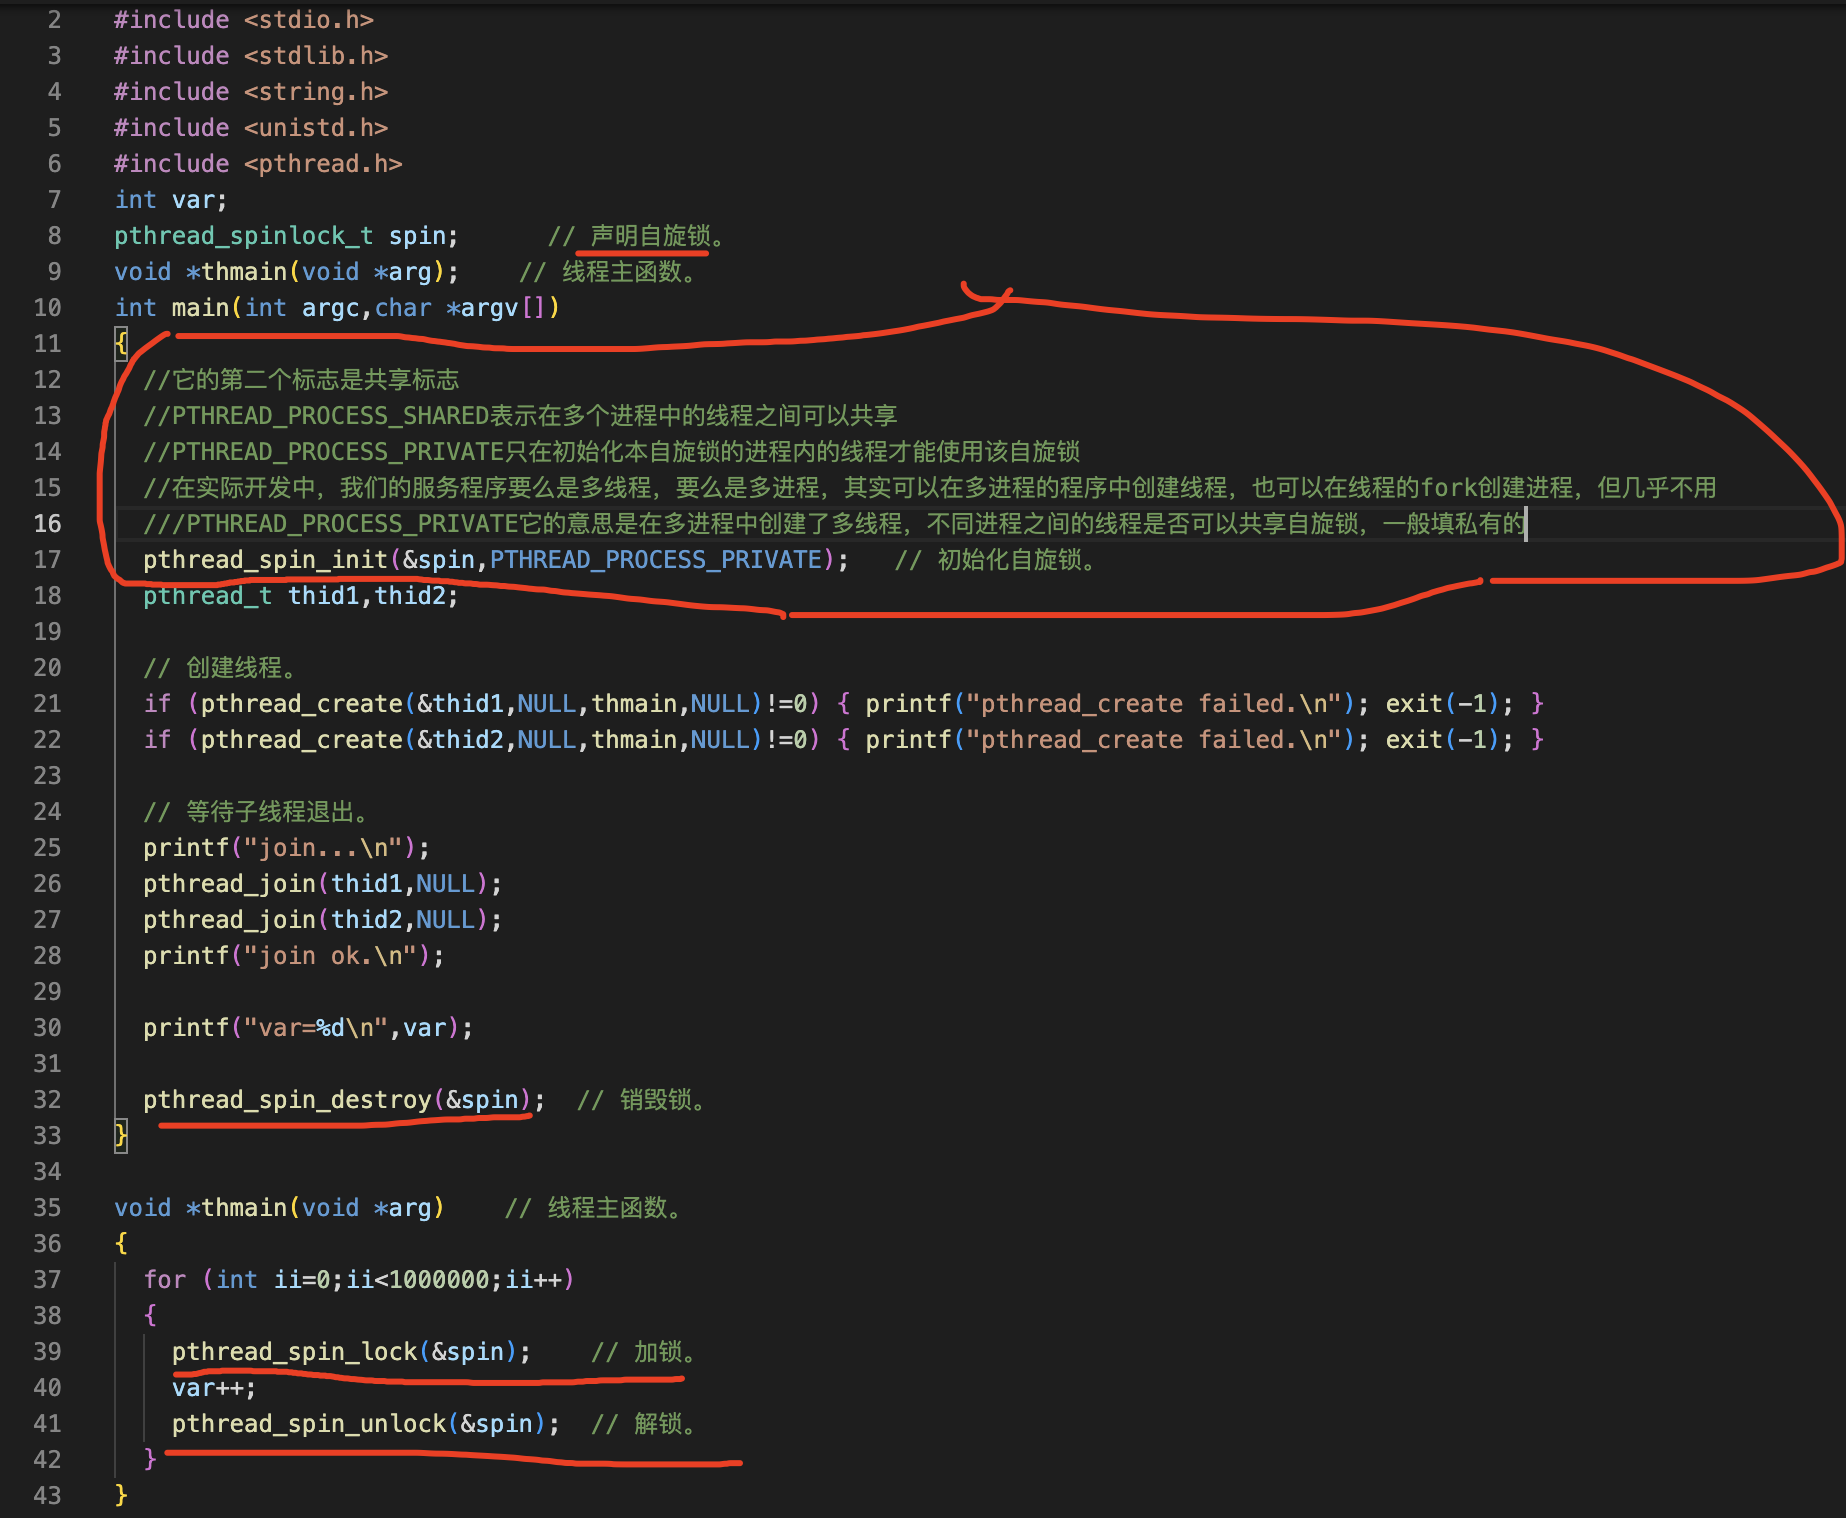 2 #include <stdio.h>
3 #include <stdlib.h>
4 #include <string.h>
5 #include <unistd.h>
6 #include <pthread.h>
7 int var;
8 pthread_spinlock_t spin;      // 声明自旋锁。
9 void *thmain(void *arg);    // 线程主函数。
10 int main(int argc,char *argv[])
11 {
12   //它的第二个标志是共享标志
13   //PTHREAD_PROCESS_SHARED表示在多个进程中的线程之间可以共享
14   //PTHREAD_PROCESS_PRIVATE只在初始化本自旋锁的进程内的线程才能使用该自旋锁
15   //在实际开发中，我们的服务程序要么是多线程，要么是多进程，其实可以在多进程的程序中创建线程，也可以在线程的fork创建进程，但几乎不用
16   ///PTHREAD_PROCESS_PRIVATE它的意思是在多进程中创建了多线程，不同进程之间的线程是否可以共享自旋锁，一般填私有的
17   pthread_spin_init(&spin,PTHREAD_PROCESS_PRIVATE);   // 初始化自旋锁。
18   pthread_t thid1,thid2;
19
20   // 创建线程。
21   if (pthread_create(&thid1,NULL,thmain,NULL)!=0) { printf("pthread_create failed.\n"); exit(-1); }
22   if (pthread_create(&thid2,NULL,thmain,NULL)!=0) { printf("pthread_create failed.\n"); exit(-1); }
23
24   // 等待子线程退出。
25   printf("join...\n");
26   pthread_join(thid1,NULL);
27   pthread_join(thid2,NULL);
28   printf("join ok.\n");
29
30   printf("var=%d\n",var);
31
32   pthread_spin_destroy(&spin);  // 销毁锁。
33 }
34
35 void *thmain(void *arg)    // 线程主函数。
36 {
37   for (int ii=0;ii<1000000;ii++)
38   {
39     pthread_spin_lock(&spin);    // 加锁。
40     var++;
41     pthread_spin_unlock(&spin);  // 解锁。
42   }
43 }